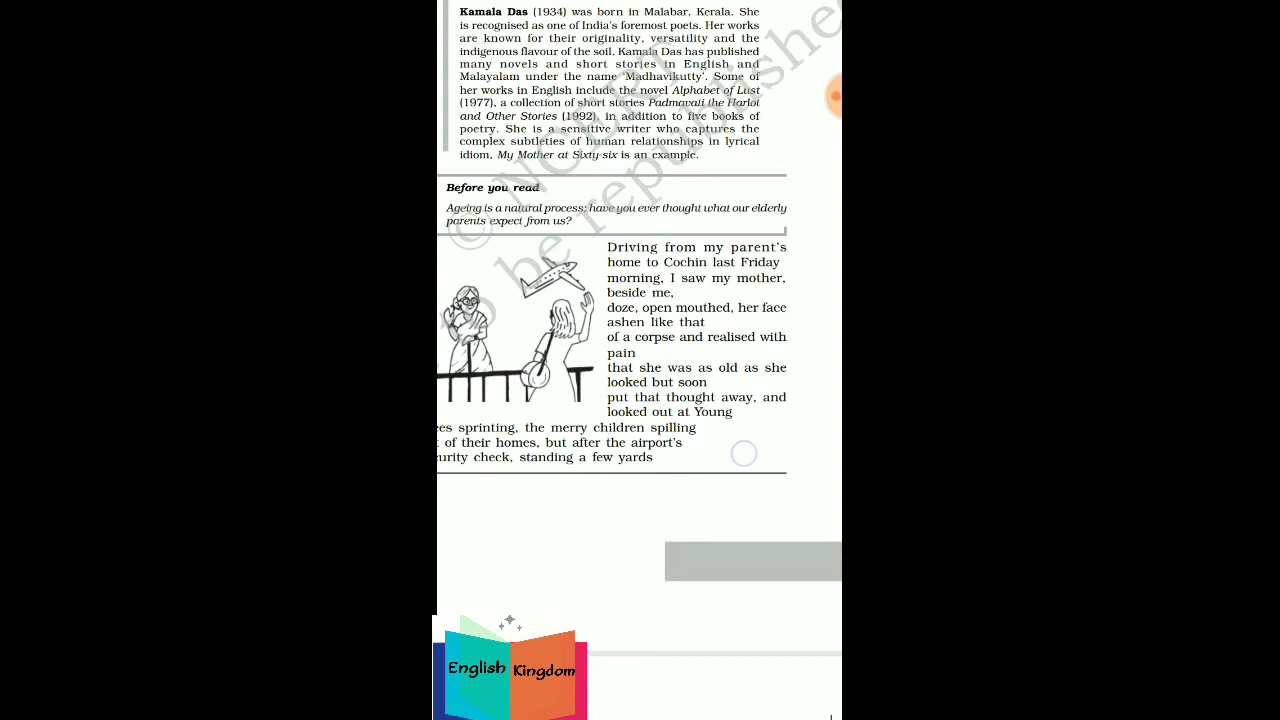 Kamala Das (1934) was born in Malabar, Kerala. She
is recognised as one of India's foremost poets. Her works
are known for their originality, versatility and the
indigenous flavour of the soil. Kamala Das has published
many novels and short stories in English and
Malayalam under the name 'Madhavikutty'. Some of
her works in English include the novel Alphabet of Lust
(1977), a collection of short stories Padmavati the Harlot
and Other Stories (1992), in addition to five books of
poetry. She is a sensitive writer who captures the
complex subtleties of human relationships in lyrical
idiom, My Mother at Sixty-six is an example.
Before you read
Ageing is a natural process; have you ever thought what our elderly
parents expect from us?
Driving from my parent's
home to Cochin last Friday
morning, I saw my mother,
beside me,
doze, open mouthed, her face
ashen like that
of a corpse and realised with
pain
that she was as old as she
looked but soon
put that thought away, and
looked out at Young
sprinting, the merry children spilling
of their homes, but after the airport's
check, standing a few yards
© NCERT
to be republished
English Kingdom